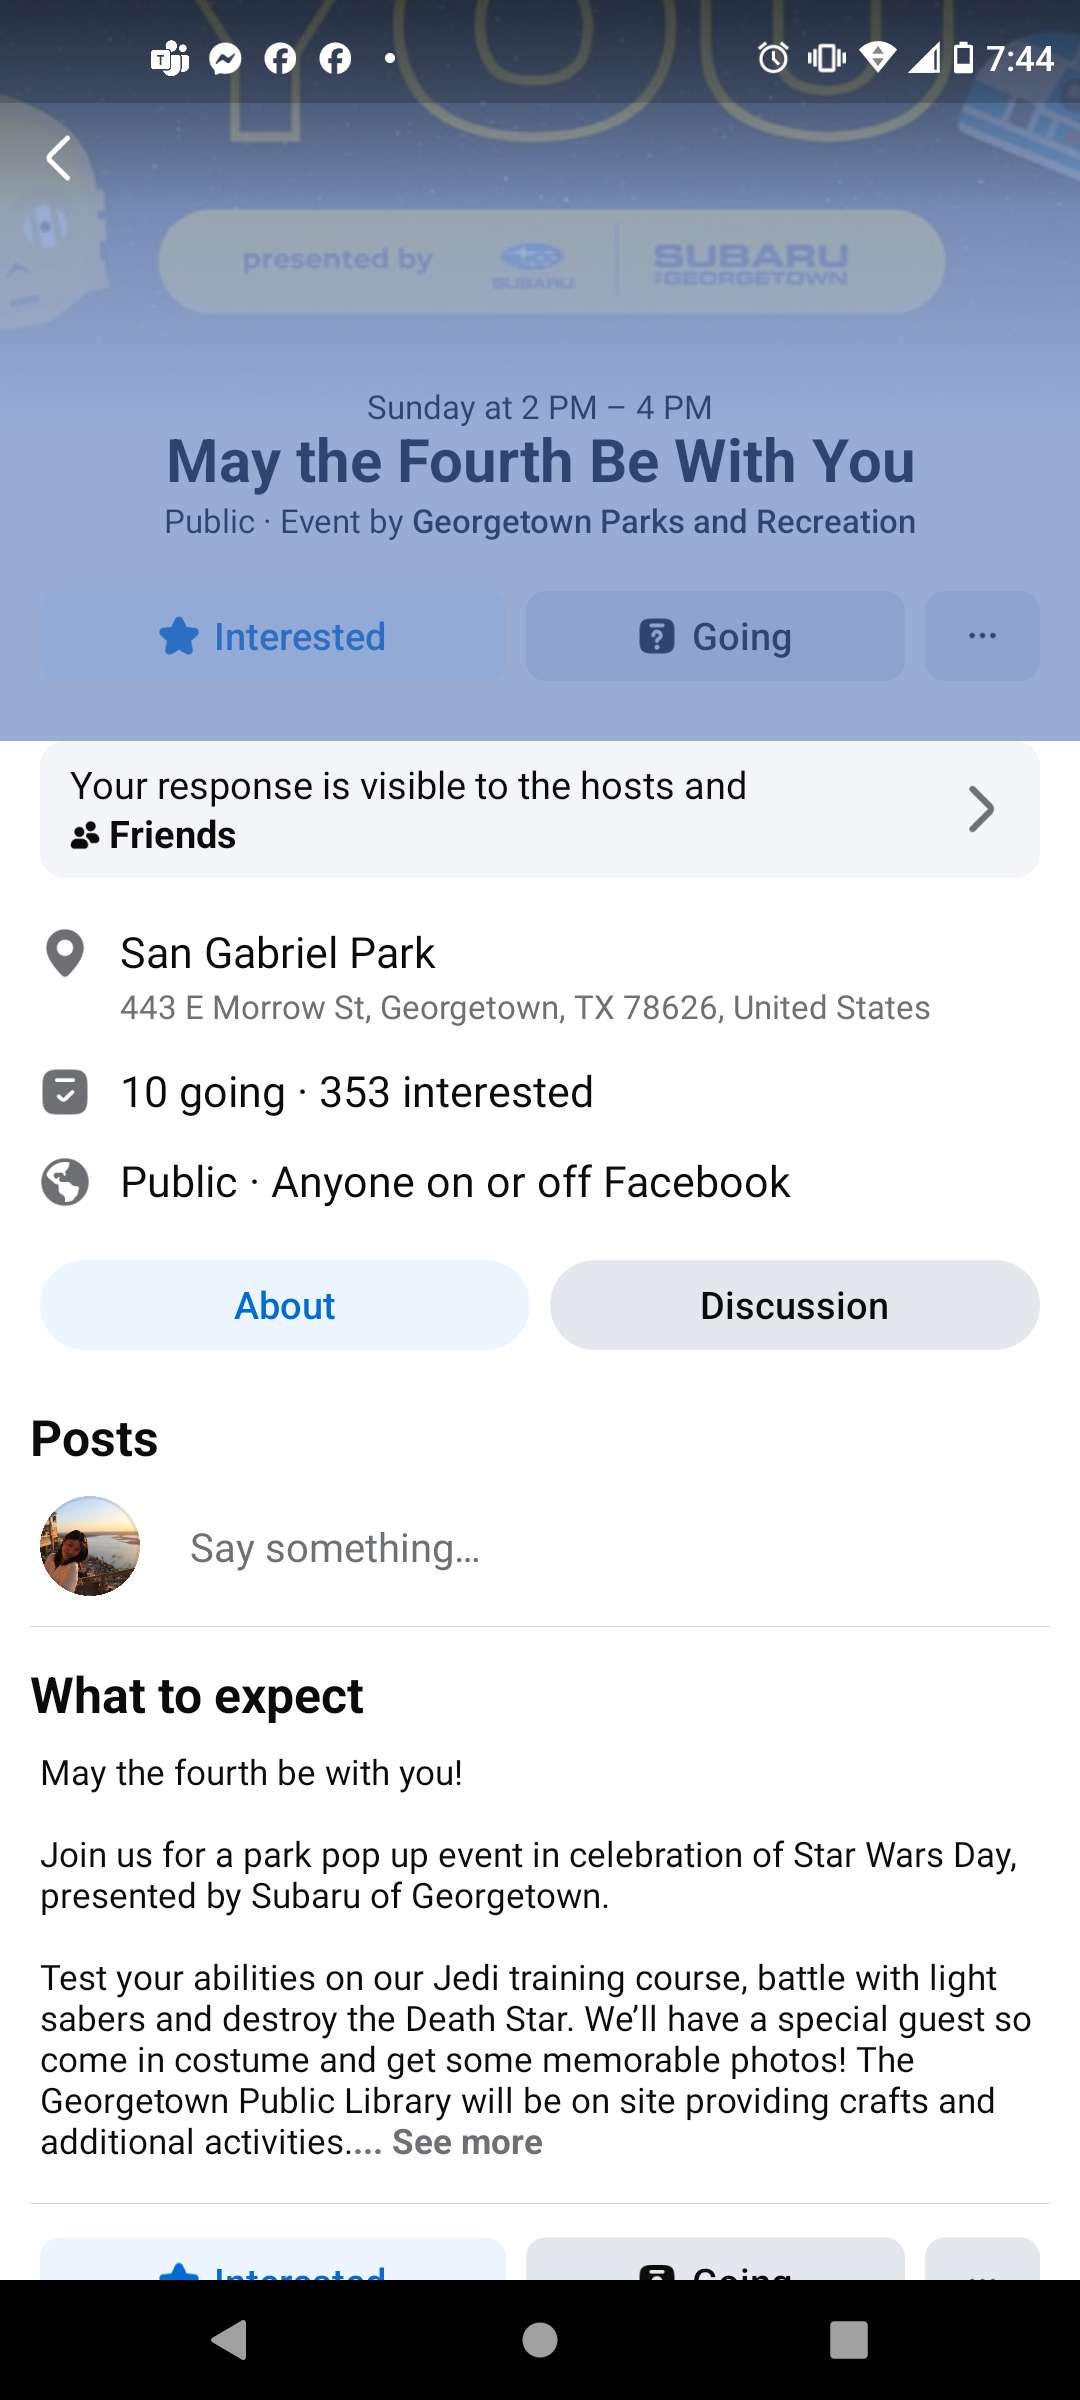 YOU
7:44
presented by SUBARU SUBARU
OF GEORGETOWN
Sunday at 2 PM – 4 PM
May the Fourth Be With You
Public · Event by Georgetown Parks and Recreation
Interested Going ...
Your response is visible to the hosts and
Friends
San Gabriel Park
443 E Morrow St, Georgetown, TX 78626, United States
10 going · 353 interested
Public · Anyone on or off Facebook
About Discussion
Posts
Say something...
What to expect
May the fourth be with you!
Join us for a park pop up event in celebration of Star Wars Day,
presented by Subaru of Georgetown.
Test your abilities on our Jedi training course, battle with light
sabers and destroy the Death Star. We’ll have a special guest so
come in costume and get some memorable photos! The
Georgetown Public Library will be on site providing crafts and
additional activities.... See more
Interested Going ...